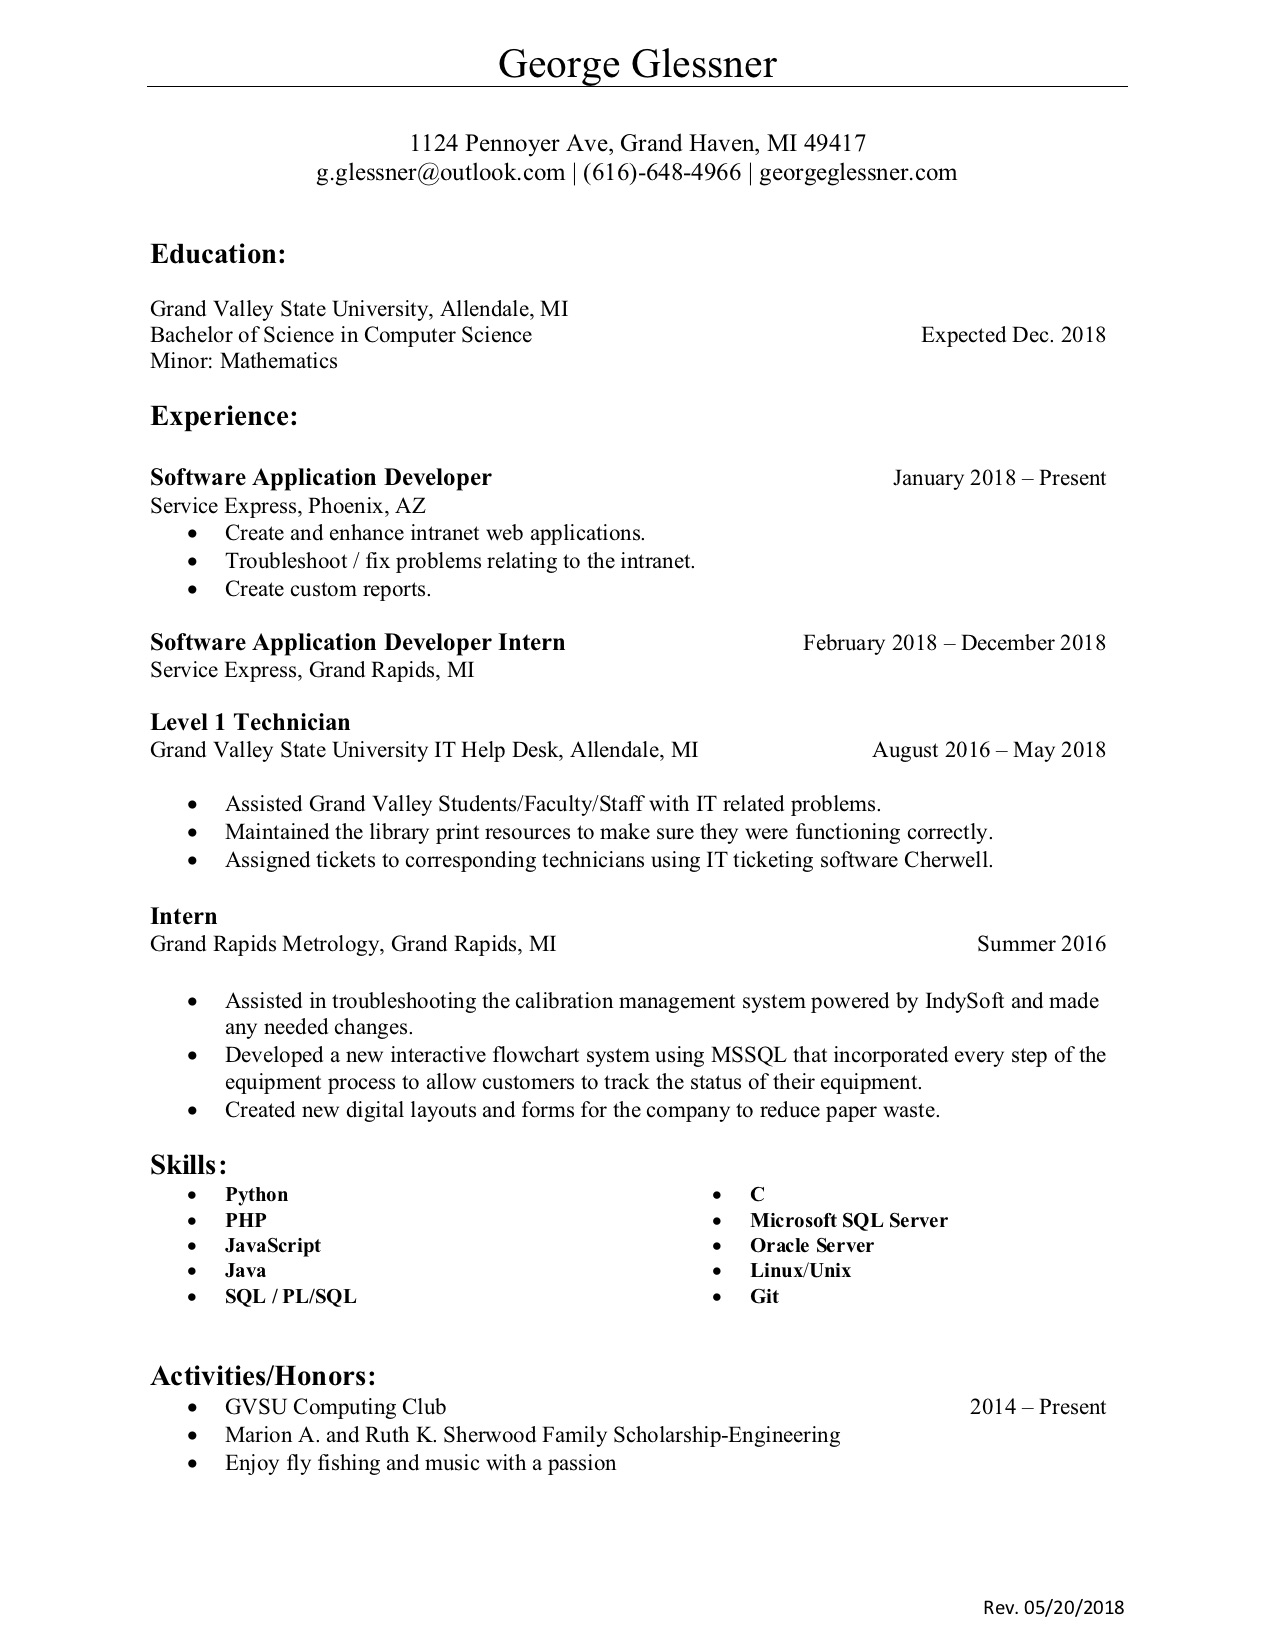 George Glessner
1124 Pennoyer Ave, Grand Haven, MI 49417
g.glessner@outlook.com | (616)-648-4966 | georgeglessner.com
Education:
Grand Valley State University, Allendale, MI
Bachelor of Science in Computer Science Expected Dec. 2018
Minor: Mathematics
Experience:
Software Application Developer January 2018 – Present
Service Express, Phoenix, AZ
• Create and enhance intranet web applications.
• Troubleshoot / fix problems relating to the intranet.
• Create custom reports.
Software Application Developer Intern February 2018 – December 2018
Service Express, Grand Rapids, MI
Level 1 Technician
Grand Valley State University IT Help Desk, Allendale, MI August 2016 – May 2018
• Assisted Grand Valley Students/Faculty/Staff with IT related problems.
• Maintained the library print resources to make sure they were functioning correctly.
• Assigned tickets to corresponding technicians using IT ticketing software Cherwell.
Intern
Grand Rapids Metrology, Grand Rapids, MI Summer 2016
• Assisted in troubleshooting the calibration management system powered by IndySoft and made
any needed changes.
• Developed a new interactive flowchart system using MSSQL that incorporated every step of the
equipment process to allow customers to track the status of their equipment.
• Created new digital layouts and forms for the company to reduce paper waste.
Skills:
• Python
• PHP
• JavaScript
• Java
• SQL / PL/SQL
• C
• Microsoft SQL Server
• Oracle Server
• Linux/Unix
• Git
Activities/Honors:
• GVSU Computing Club 2014 – Present
• Marion A. and Ruth K. Sherwood Family Scholarship-Engineering
• Enjoy fly fishing and music with a passion
Rev. 05/20/2018